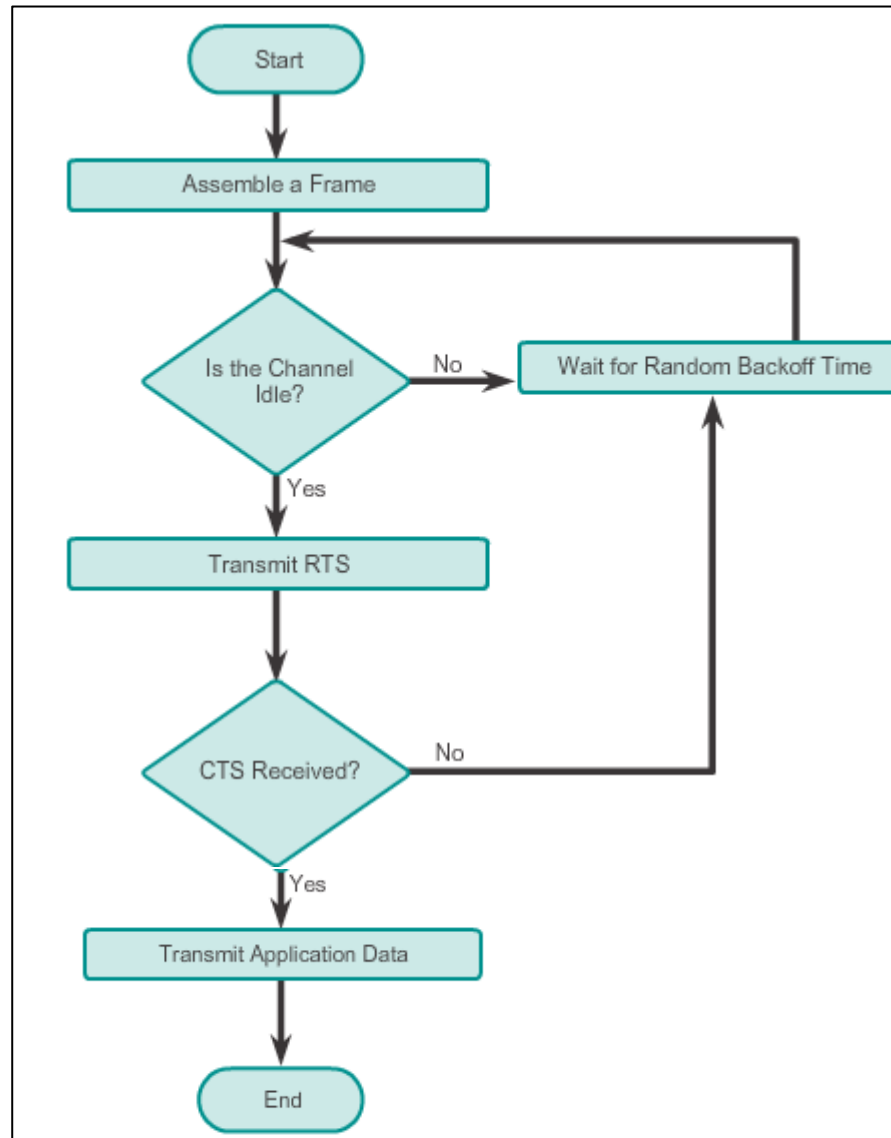 Start
Assemble a Frame
Is the Channel
Idle?
No
Wait for Random Backoff Time
Yes
Transmit RTS
CTS Received?
No
Yes
Transmit Application Data
End